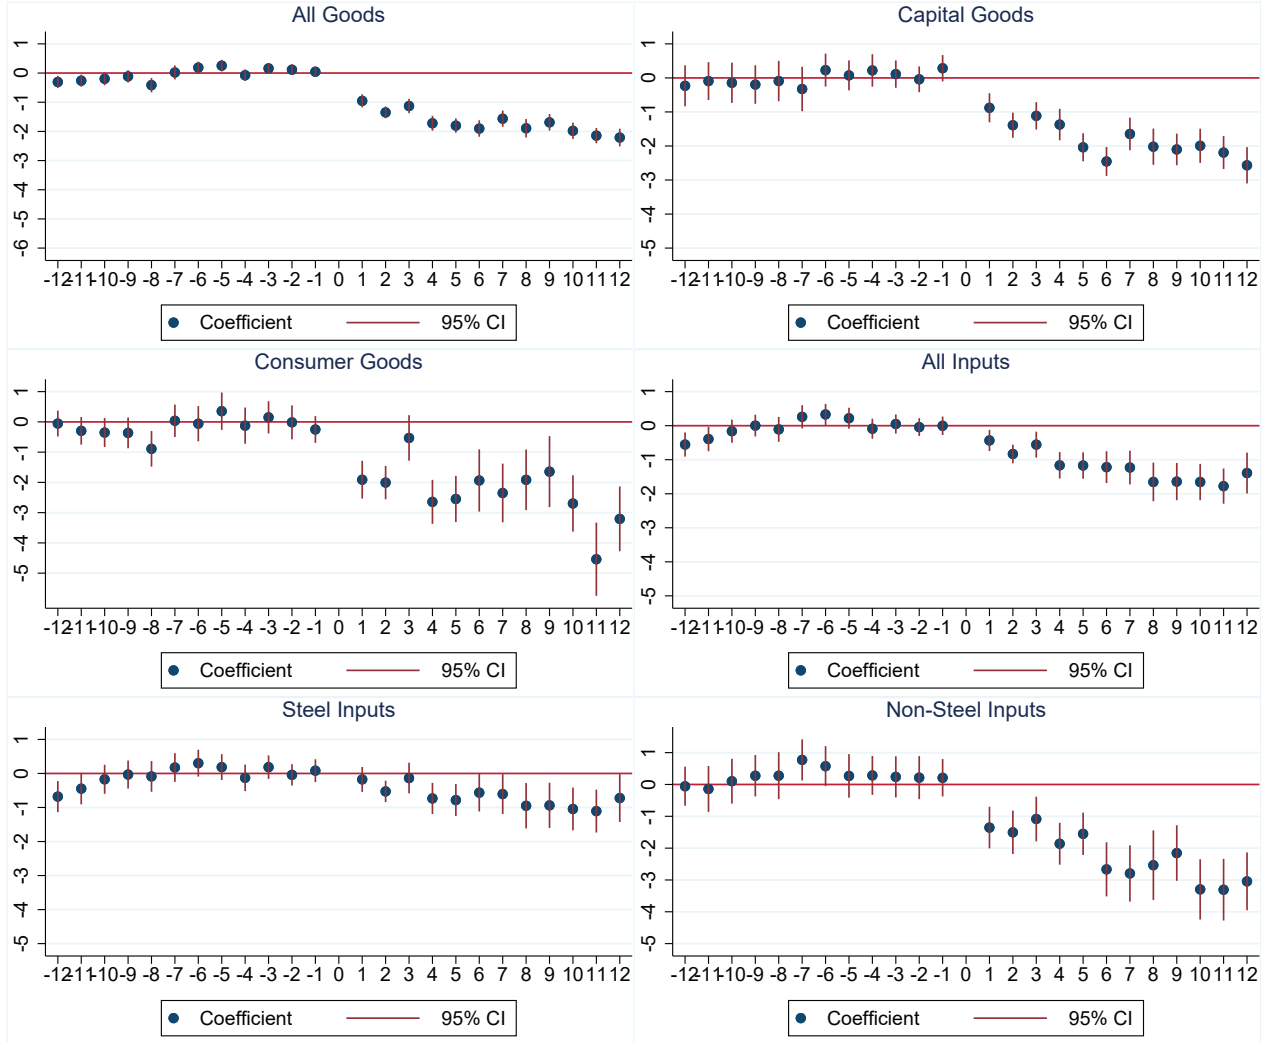 All Goods
1
0
-1
-2
-3
-4
-5
-6
-12 -11 -10 -9 -8 -7 -6 -5 -4 -3 -2 -1 0 1 2 3 4 5 6 7 8 9 10 11 12
Coefficient 95% CI
Capital Goods
1
0
-1
-2
-3
-4
-5
-12 -11 -10 -9 -8 -7 -6 -5 -4 -3 -2 -1 0 1 2 3 4 5 6 7 8 9 10 11 12
Coefficient 95% CI
Consumer Goods
1
0
-1
-2
-3
-4
-5
-12 -11 -10 -9 -8 -7 -6 -5 -4 -3 -2 -1 0 1 2 3 4 5 6 7 8 9 10 11 12
Coefficient 95% CI
All Inputs
1
0
-1
-2
-3
-4
-5
-12 -11 -10 -9 -8 -7 -6 -5 -4 -3 -2 -1 0 1 2 3 4 5 6 7 8 9 10 11 12
Coefficient 95% CI
Steel Inputs
1
0
-1
-2
-3
-4
-5
-12 -11 -10 -9 -8 -7 -6 -5 -4 -3 -2 -1 0 1 2 3 4 5 6 7 8 9 10 11 12
Coefficient 95% CI
Non-Steel Inputs
1
0
-1
-2
-3
-4
-5
-12 -11 -10 -9 -8 -7 -6 -5 -4 -3 -2 -1 0 1 2 3 4 5 6 7 8 9 10 11 12
Coefficient 95% CI